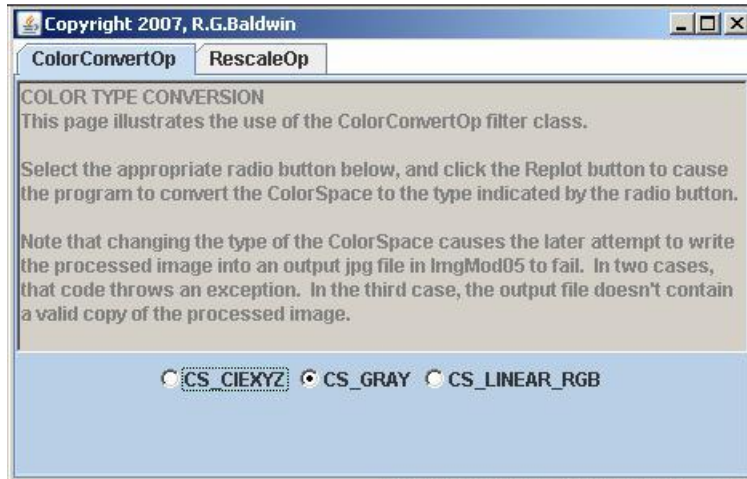 Copyright 2007, R.G.Baldwin
ColorConvertOp RescaleOp
COLOR TYPE CONVERSION
This page illustrates the use of the ColorConvertOp filter class.
Select the appropriate radio button below, and click the Replot button to cause
the program to convert the ColorSpace to the type indicated by the radio button.
Note that changing the type of the ColorSpace causes the later attempt to write
the processed image into an output jpg file in ImgMod05 to fail. In two cases,
that code throws an exception. In the third case, the output file doesn't contain
a valid copy of the processed image.
CS_CIEXYZ CS_GRAY CS_LINEAR_RGB